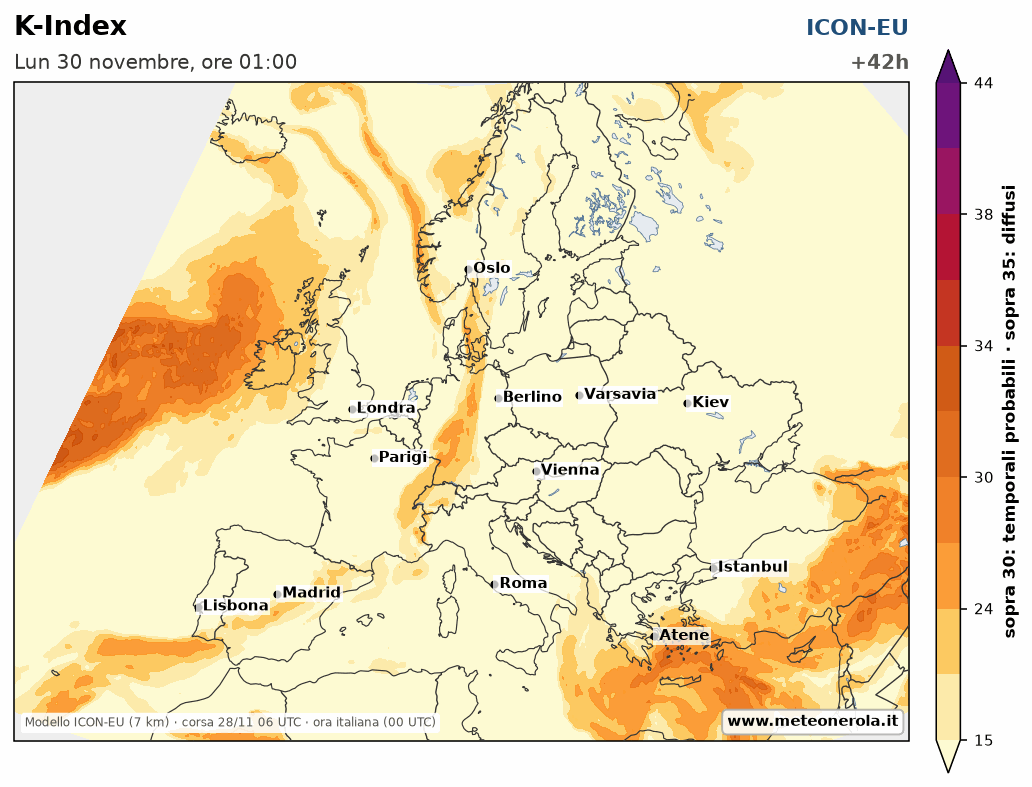 K-Index
ICON-EU
Lun 30 novembre, ore 01:00
+42h
44
38
34
30
24
15
sopra 30: temporali probabili · sopra 35: diffusi
Oslo
Berlino
Varsavia
Kiev
Londra
Parigi
Vienna
Istanbul
Roma
Madrid
Lisbona
Atene
Modello ICON-EU (7 km) · corsa 28/11 06 UTC · ora italiana (00 UTC)
www.meteonerola.it